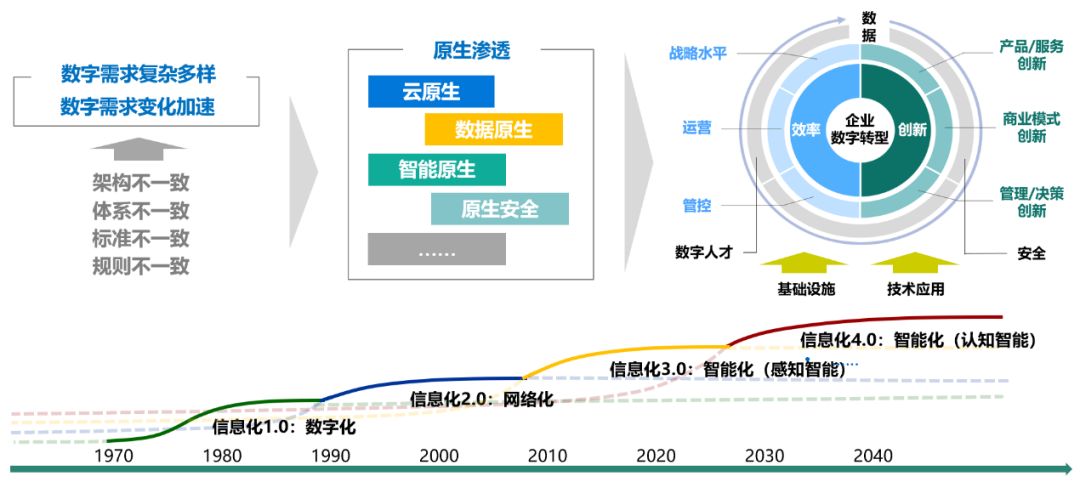 数字需求复杂多样
数字需求变化加速
架构不一致
体系不一致
标准不一致
规则不一致
原生渗透
云原生
数据原生
智能原生
原生安全
……
数
据
战略水平
运营
管控
效率
企业
数字转型
创新
产品/服务
创新
商业模式
创新
管理/决策
创新
数字人才
安全
基础设施
技术应用
信息化4.0：智能化（认知智能）
信息化3.0：智能化（感知智能）
信息化2.0：网络化
信息化1.0：数字化
1970
1980
1990
2000
2010
2020
2030
2040